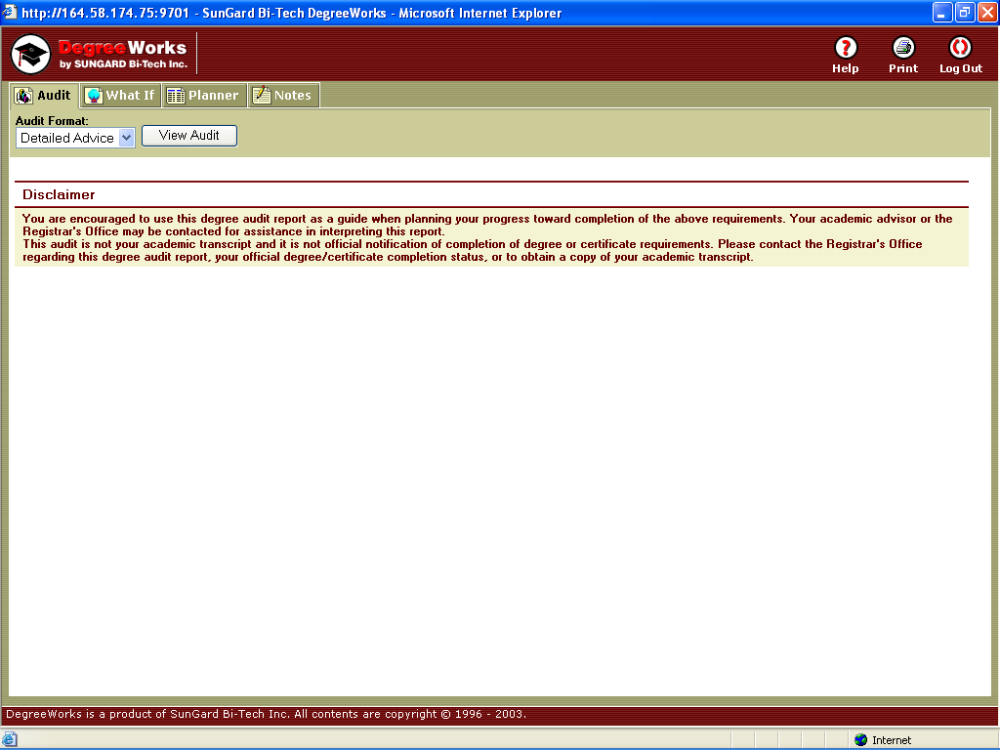 http://164.58.174.75:9701 - SunGard Bi-Tech DegreeWorks - Microsoft Internet Explorer
DegreeWorks
by SUNGARD Bi-Tech Inc.
Help Print Log Out
Audit What If Planner Notes
Audit Format:
Detailed Advice View Audit
Disclaimer
You are encouraged to use this degree audit report as a guide when planning your progress toward completion of the above requirements. Your academic advisor or the
Registrar's Office may be contacted for assistance in interpreting this report.
This audit is not your academic transcript and it is not official notification of completion of degree or certificate requirements. Please contact the Registrar's Office
regarding this degree audit report, your official degree/certificate completion status, or to obtain a copy of your academic transcript.
DegreeWorks is a product of SunGard Bi-Tech Inc. All contents are copyright © 1996 - 2003.
Internet